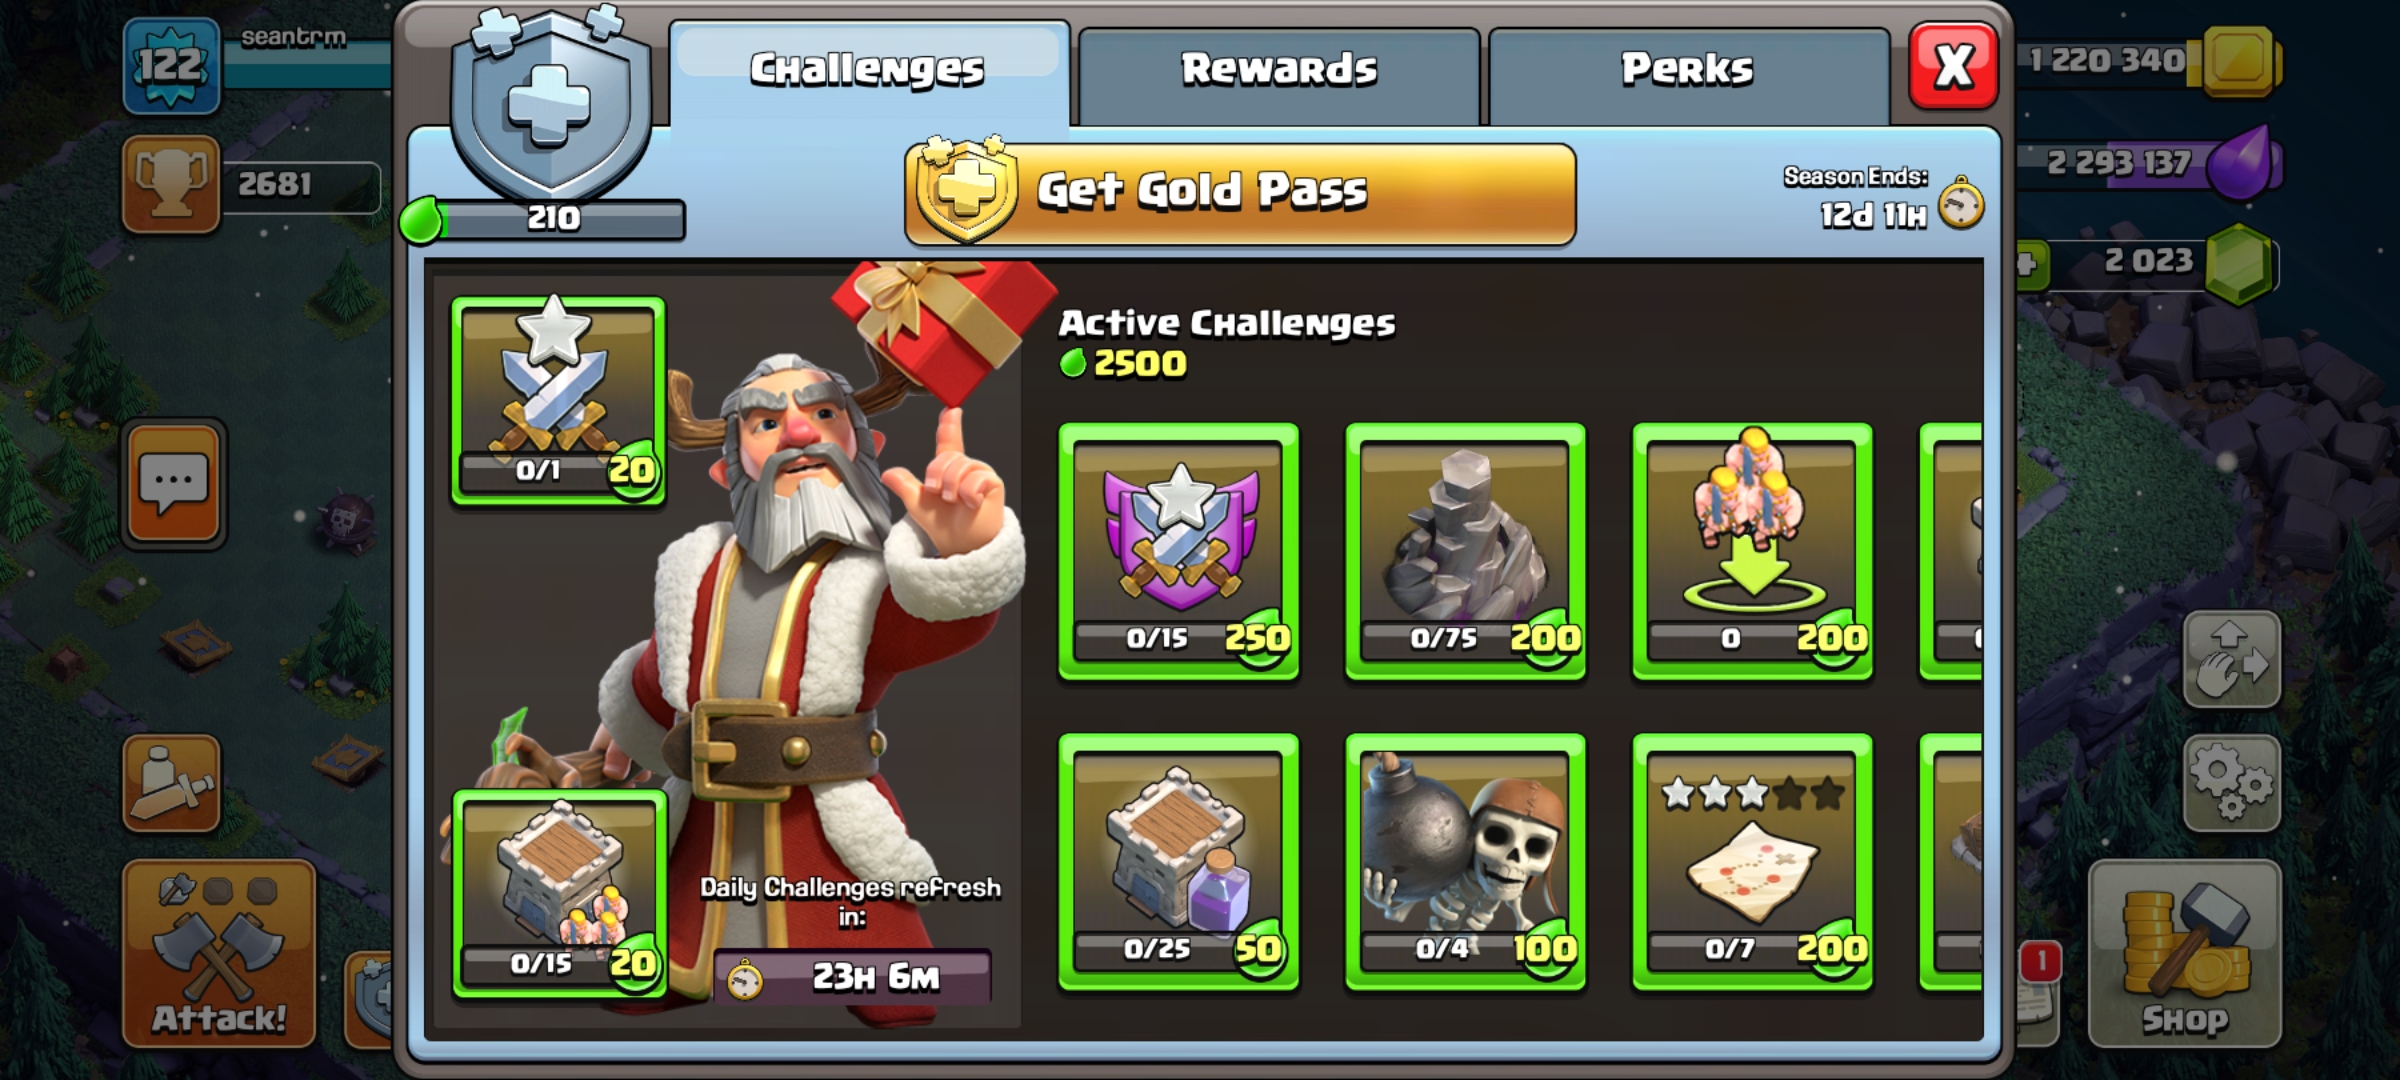 122
seantrm
2681
210
Challenges
Rewards
Perks
X
Get Gold Pass
Season Ends:
12d 11H
1 220 340
2 293 137
2 023
0/1
20
Active Challenges
2500
0/15
250
0/75
200
0
200
0/15
20
Daily Challenges refresh
in:
23H 6M
0/25
50
0/4
100
0/7
200
Attack!
1
Shop